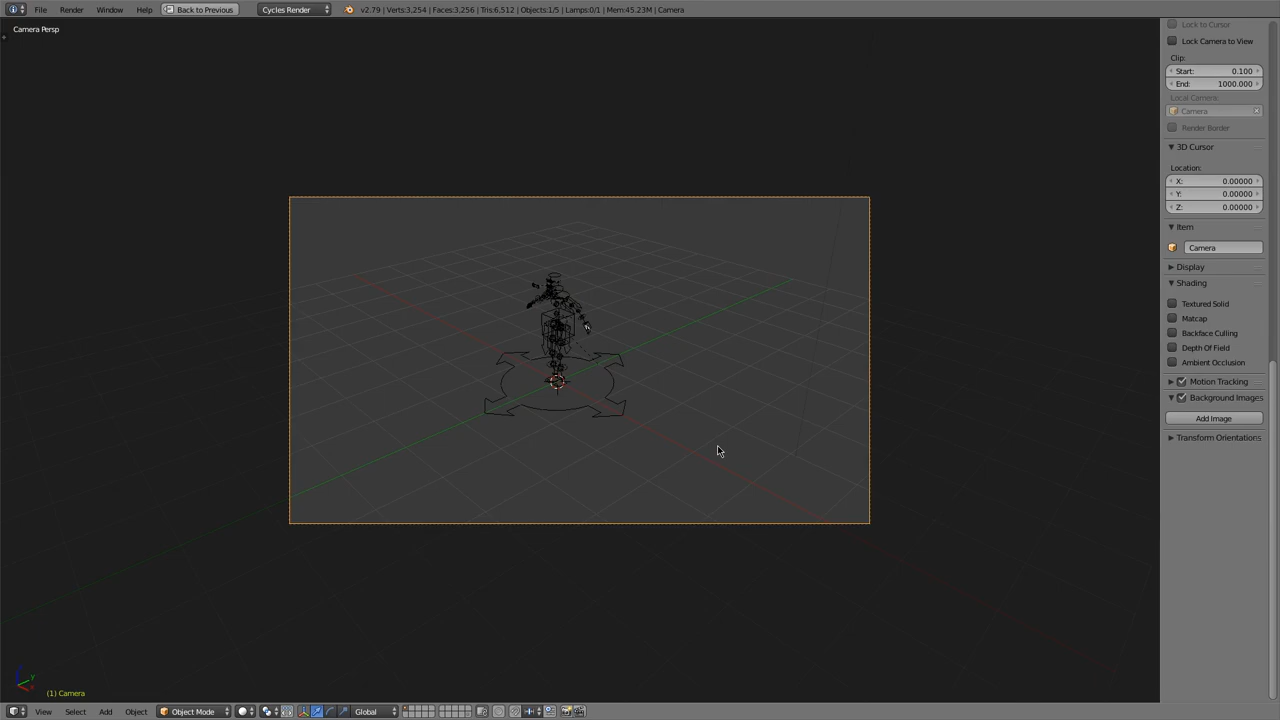 File Render Window Help Back to Previous Cycles Render v2.79 | Verts:3,254 | Faces:3,256 | Tris:6,512 | Objects:1/5 | Lamps:0/1 | Mem:45.23M | Camera
Camera Persp
Lock to Cursor
Lock Camera to View
Clip:
Start: 0.100
End: 1000.000
Local Camera:
Camera
Render Border
3D Cursor
Location:
X: 0.00000
Y: 0.00000
Z: 0.00000
Item
Camera
Display
Shading
Textured Solid
Matcap
Backface Culling
Depth Of Field
Ambient Occlusion
Motion Tracking
Background Images
Add Image
Transform Orientations
(1) Camera
View Select Add Object Object Mode Global